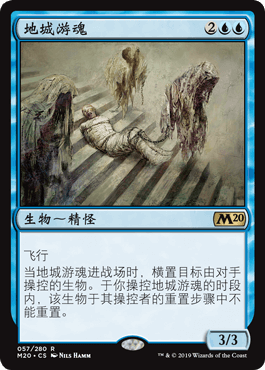 地城游魂 2
生物～精怪 M20
飞行
当地城游魂进战场时，横置目标由对手
操控的生物。于你操控地城游魂的时段
内，该生物于其操控者的重置步骤中不
能重置。
3/3
057/280 R
M20 • CS NILS HAMM ™ & © 2019 Wizards of the Coast